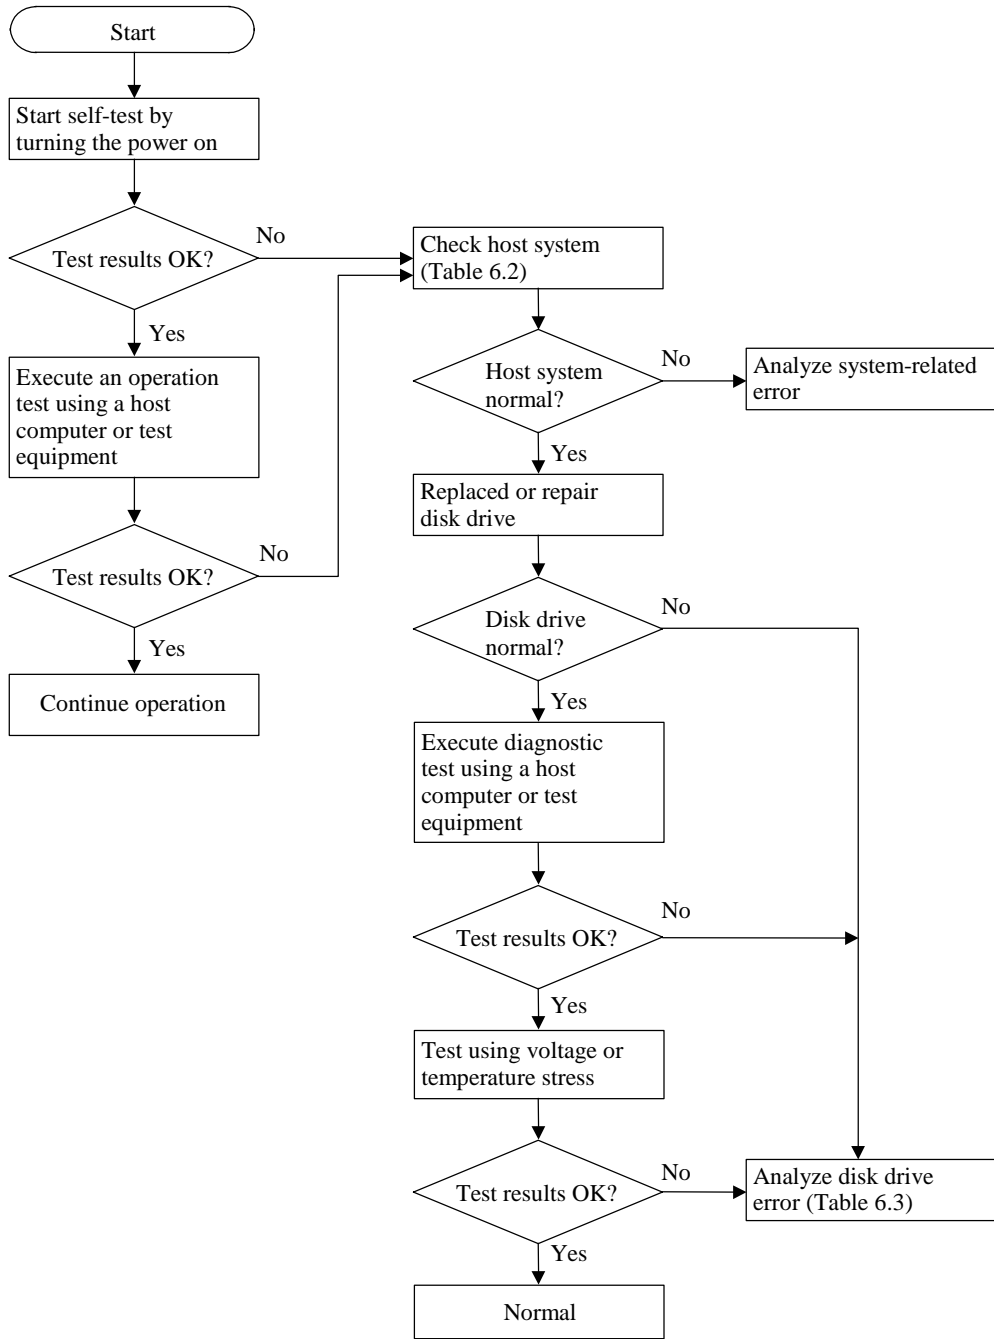 Start
Start self-test by
turning the power on
Test results OK?
No
Yes
Execute an operation
test using a host
computer or test
equipment
Test results OK?
No
Yes
Continue operation
Check host system
(Table 6.2)
Host system
normal?
No
Analyze system-related
error
Yes
Replaced or repair
disk drive
Disk drive
normal?
No
Yes
Execute diagnostic
test using a host
computer or test
equipment
Test results OK?
No
Yes
Test using voltage or
temperature stress
Test results OK?
No
Analyze disk drive
error (Table 6.3)
Yes
Normal